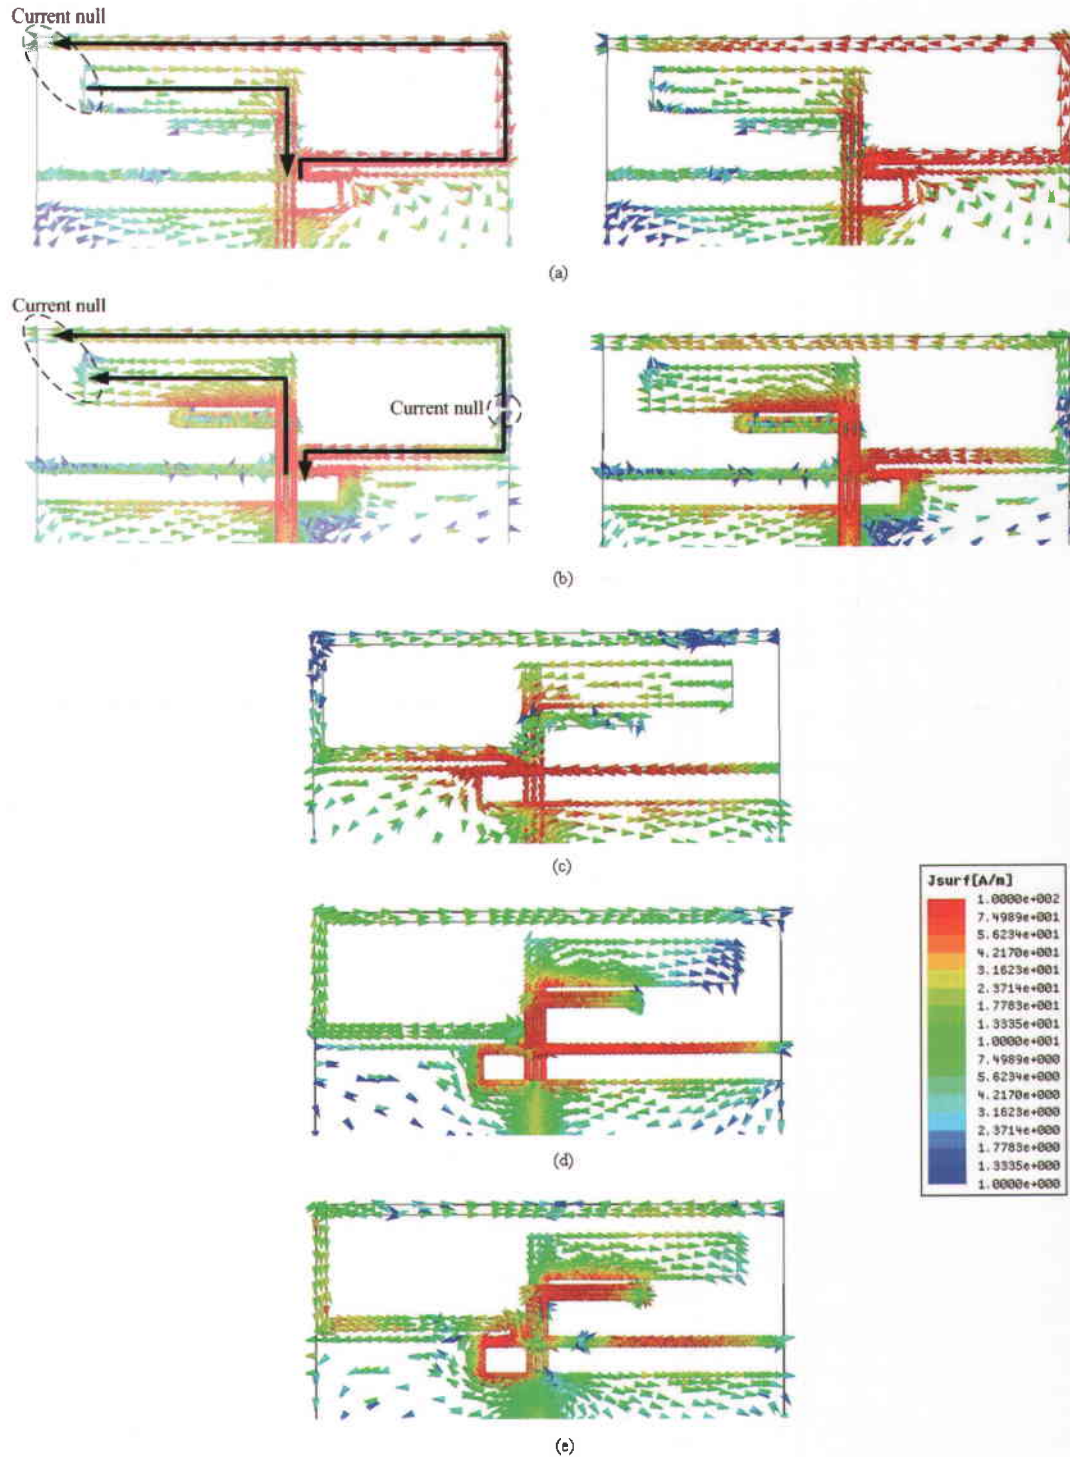 Current null
(a)
Current null
Current null
(b)
(c)
(d)
(e)
Jsurf[A/m]
1.0000e+002
7.4989e+001
5.6234e+001
4.2170e+001
3.1623e+001
2.3714e+001
1.7783e+001
1.3335e+001
1.0000e+001
7.4989e+000
5.6234e+000
4.2170e+000
3.1623e+000
2.3714e+000
1.7783e+000
1.3335e+000
1.0000e+000